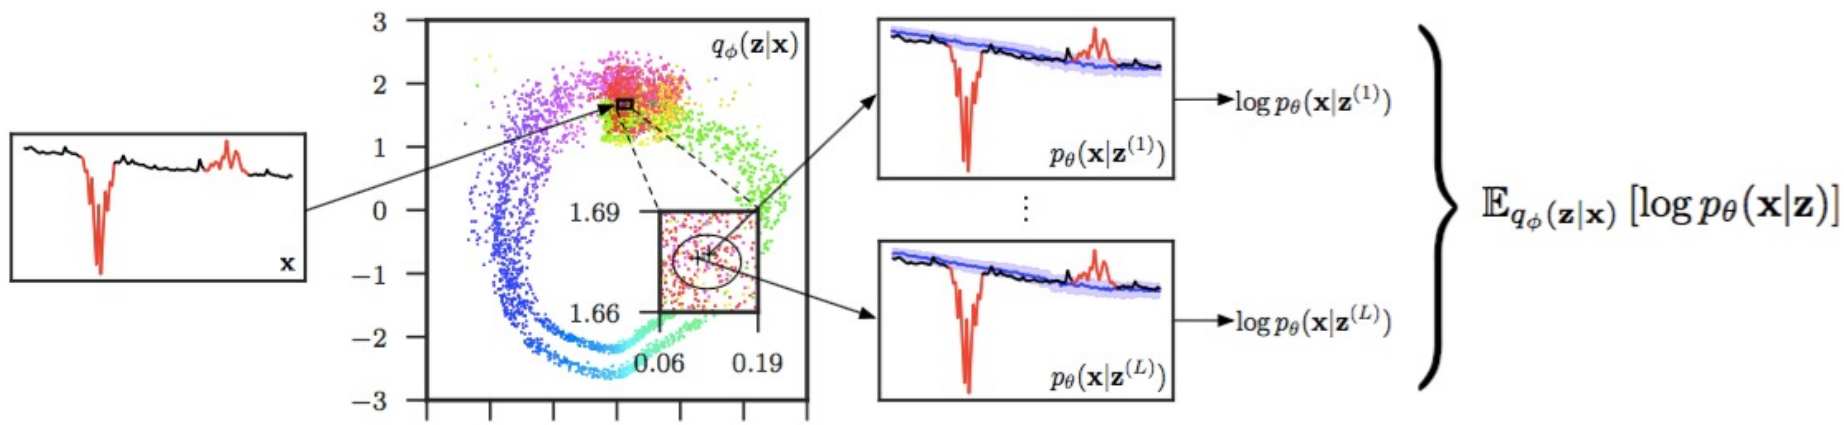 x
3
2
1
0
−1
−2
−3
qϕ(z|x)
1.69
1.66
0.06
0.19
pθ(x|z(1))
⋮
pθ(x|z(L))
log pθ(x|z(1))
log pθ(x|z(L))
𝔼qϕ(z|x) [log pθ(x|z)]